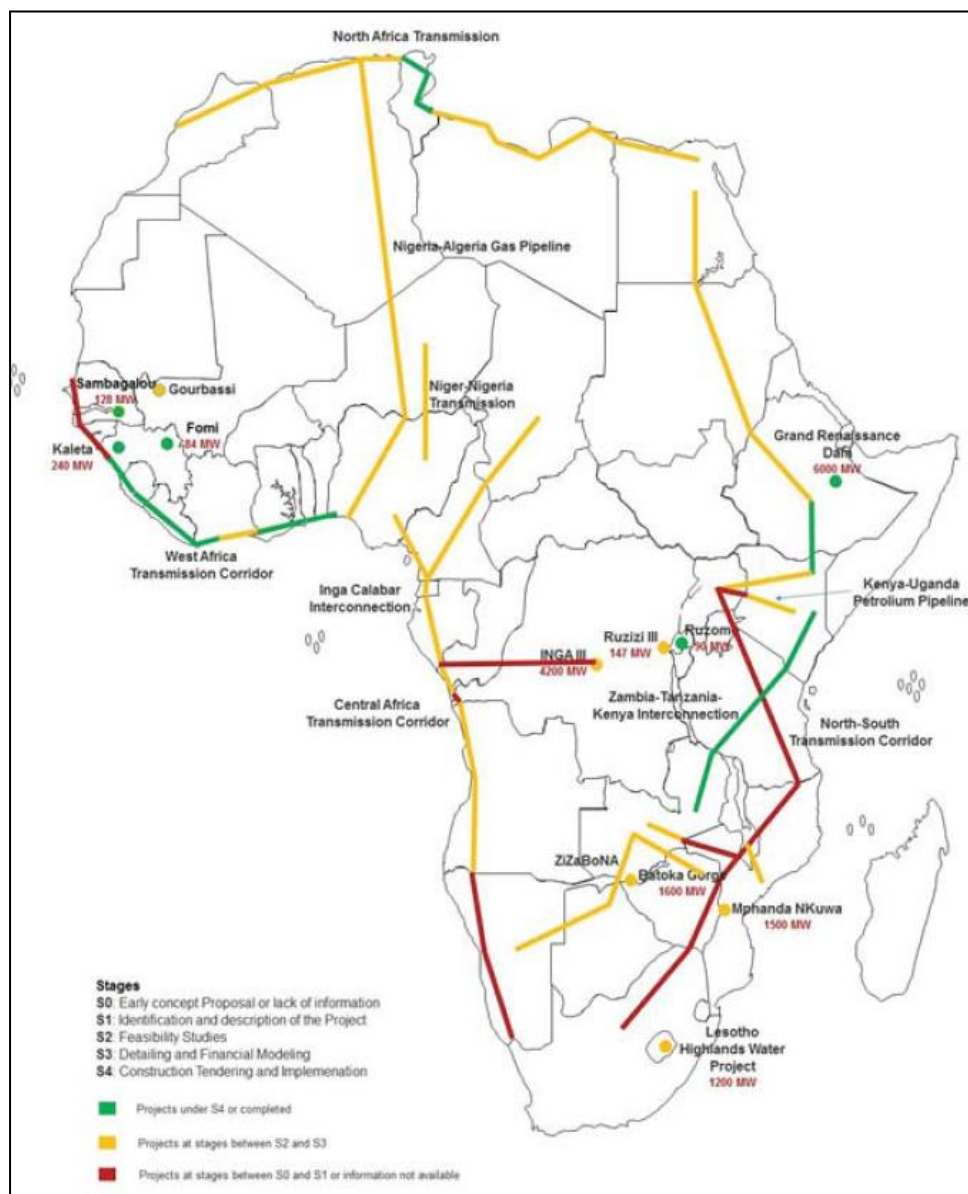 North Africa Transmission
Nigeria-Algeria Gas Pipeline
Sambagalou
128 MW
Gourbassi
Niger-Nigeria
Transmission
Fomi
84 MW
Kaleta
240 MW
Grand Renaissance
Dam
6000 MW
West Africa
Transmission Corridor
Inga Calabar
Interconnection
Kenya-Uganda
Petrolium Pipeline
Ruzizi III
147 MW
Ruzomo
90 MW
INGA III
4200 MW
Central Africa
Transmission Corridor
Zambia-Tanzania-
Kenya Interconnection
North-South
Transmission Corridor
ZiZaBoNA
Batoka Gorge
1600 MW
Mphanda NKuwa
1500 MW
Lesotho
Highlands Water
Project
1200 MW
Stages
S0: Early concept Proposal or lack of information
S1: Identification and description of the Project
S2: Feasibility Studies
S3: Detailing and Financial Modeling
S4: Construction Tendering and Implemenation
Projects under S4 or completed
Projects at stages between S2 and S3
Projects at stages between S0 and S1 or information not available